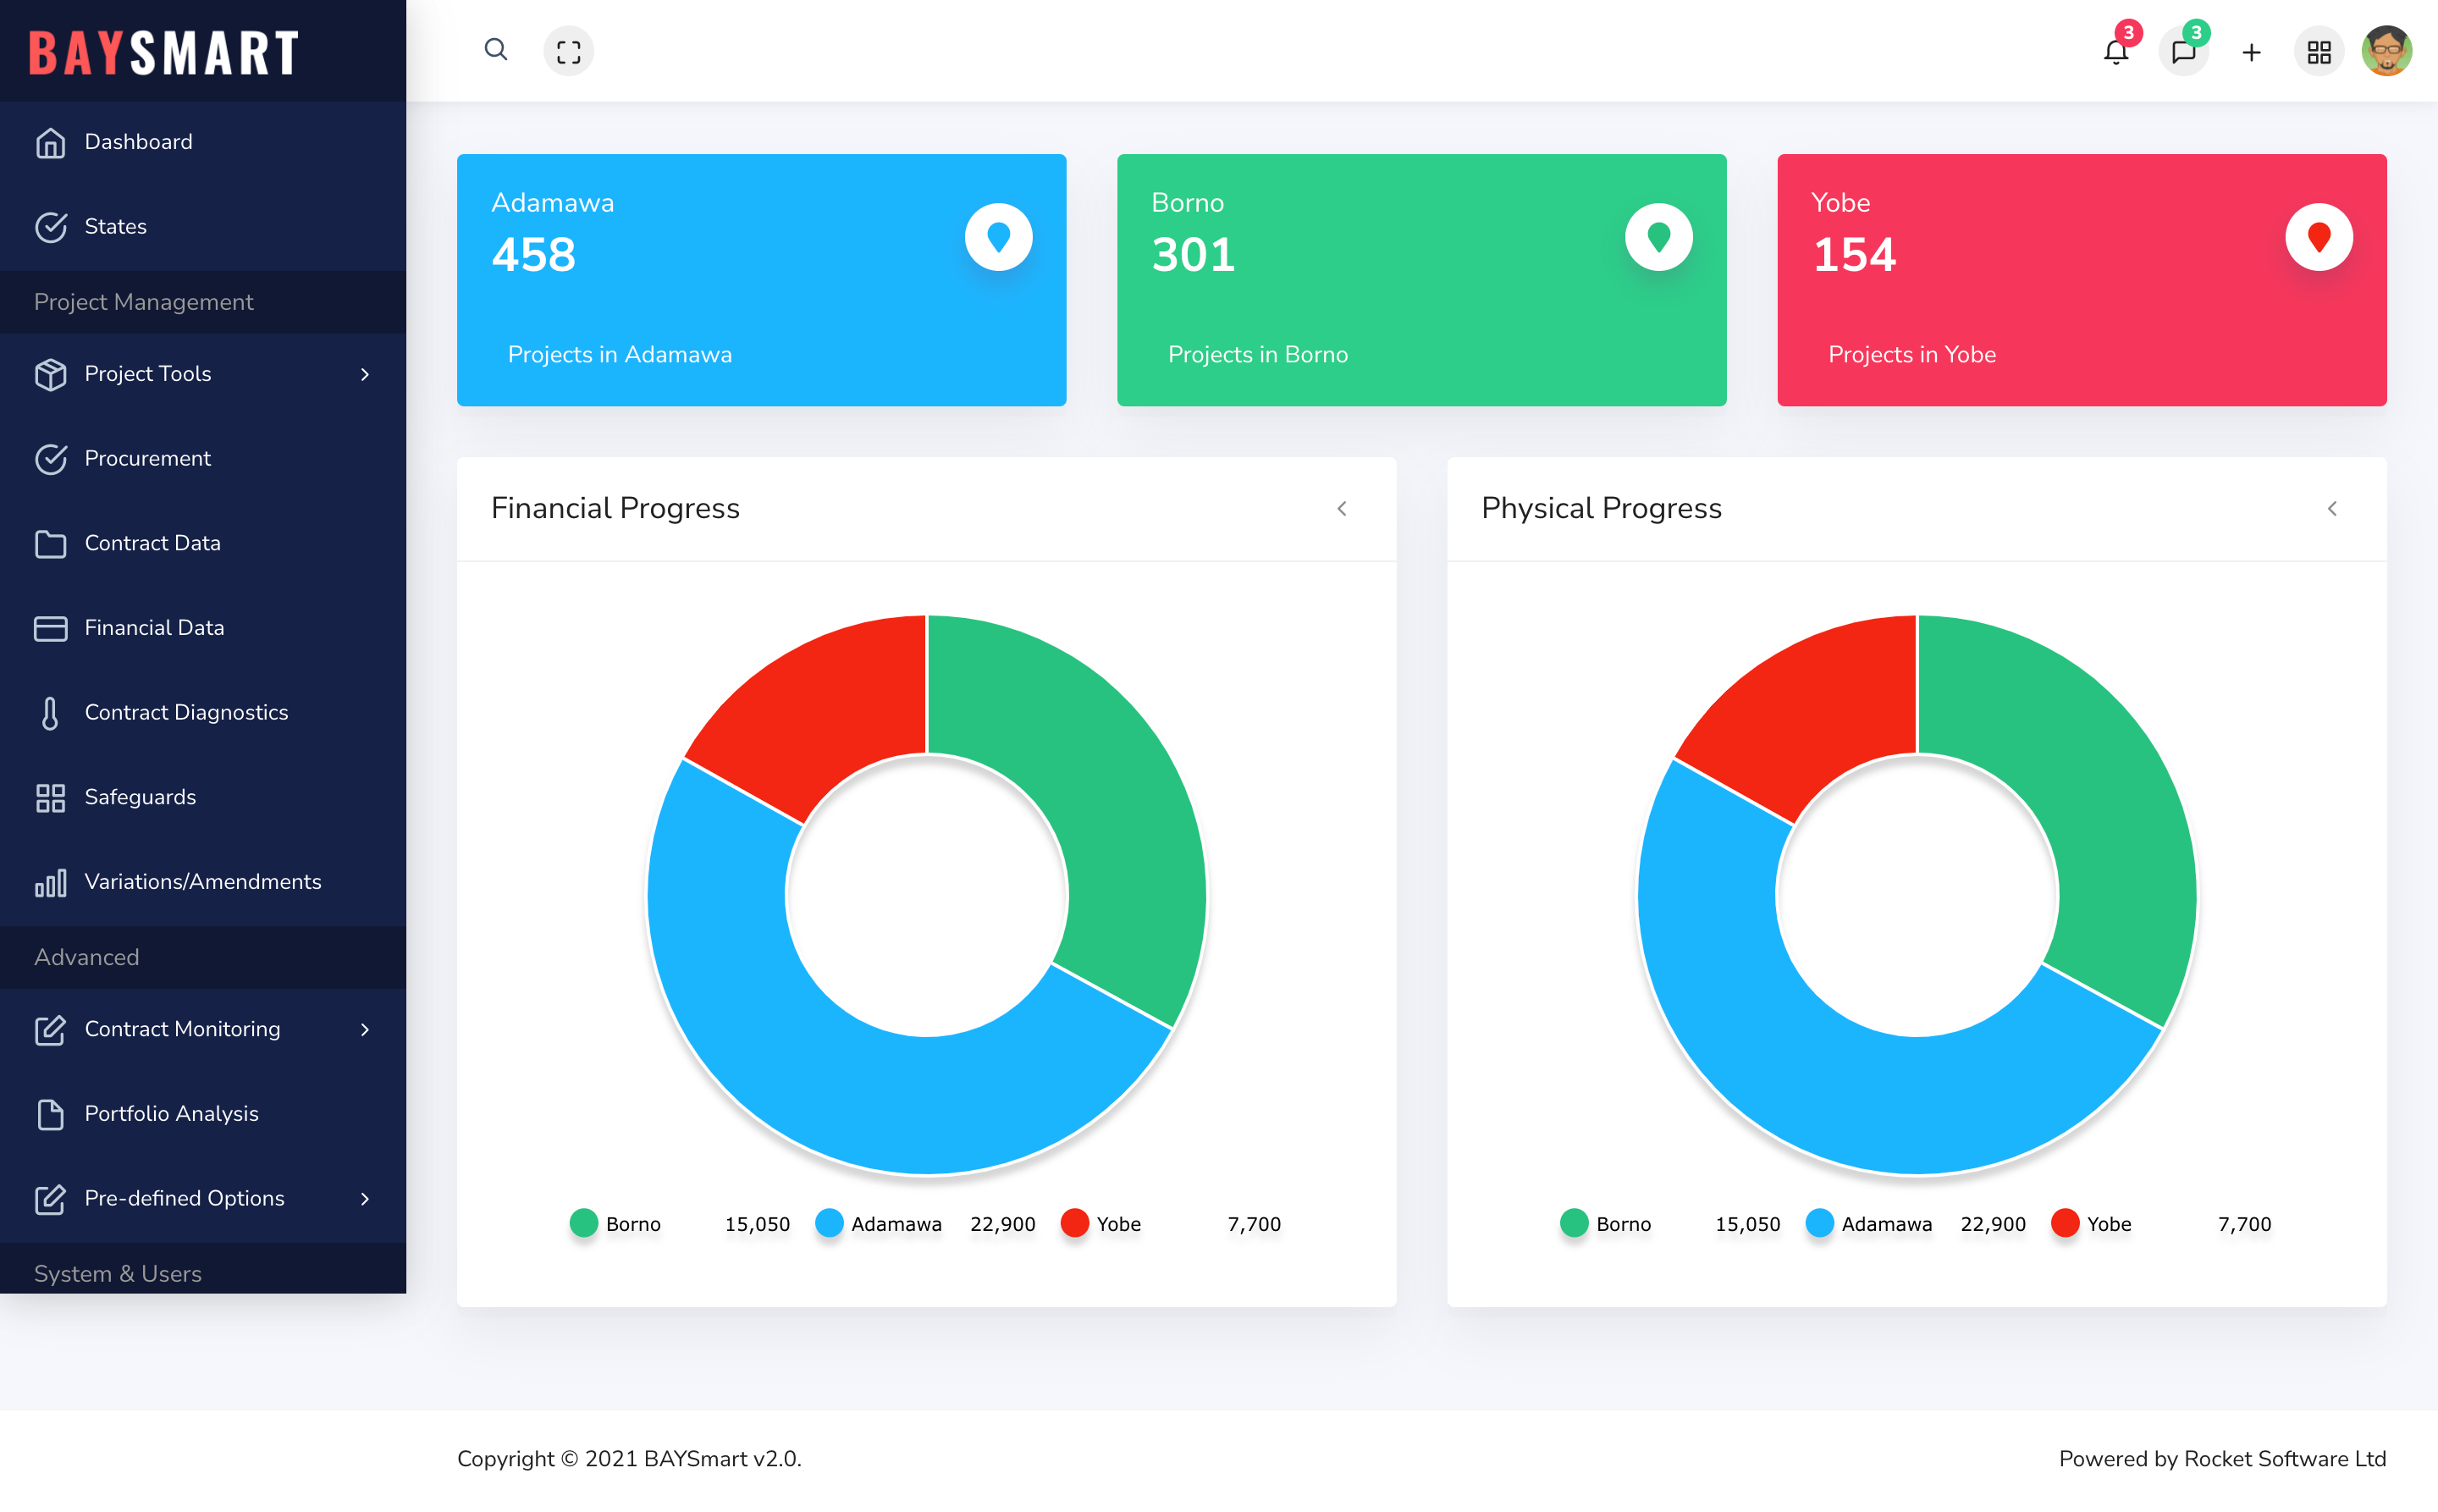 BAYSMART
3
3
Dashboard
States
Project Management
Project Tools
Procurement
Contract Data
Financial Data
Contract Diagnostics
Safeguards
Variations/Amendments
Advanced
Contract Monitoring
Portfolio Analysis
Pre-defined Options
System & Users
Adamawa
458
Projects in Adamawa
Borno
301
Projects in Borno
Yobe
154
Projects in Yobe
Financial Progress
Borno 15,050 Adamawa 22,900 Yobe 7,700
Physical Progress
Borno 15,050 Adamawa 22,900 Yobe 7,700
Copyright © 2021 BAYSmart v2.0.
Powered by Rocket Software Ltd